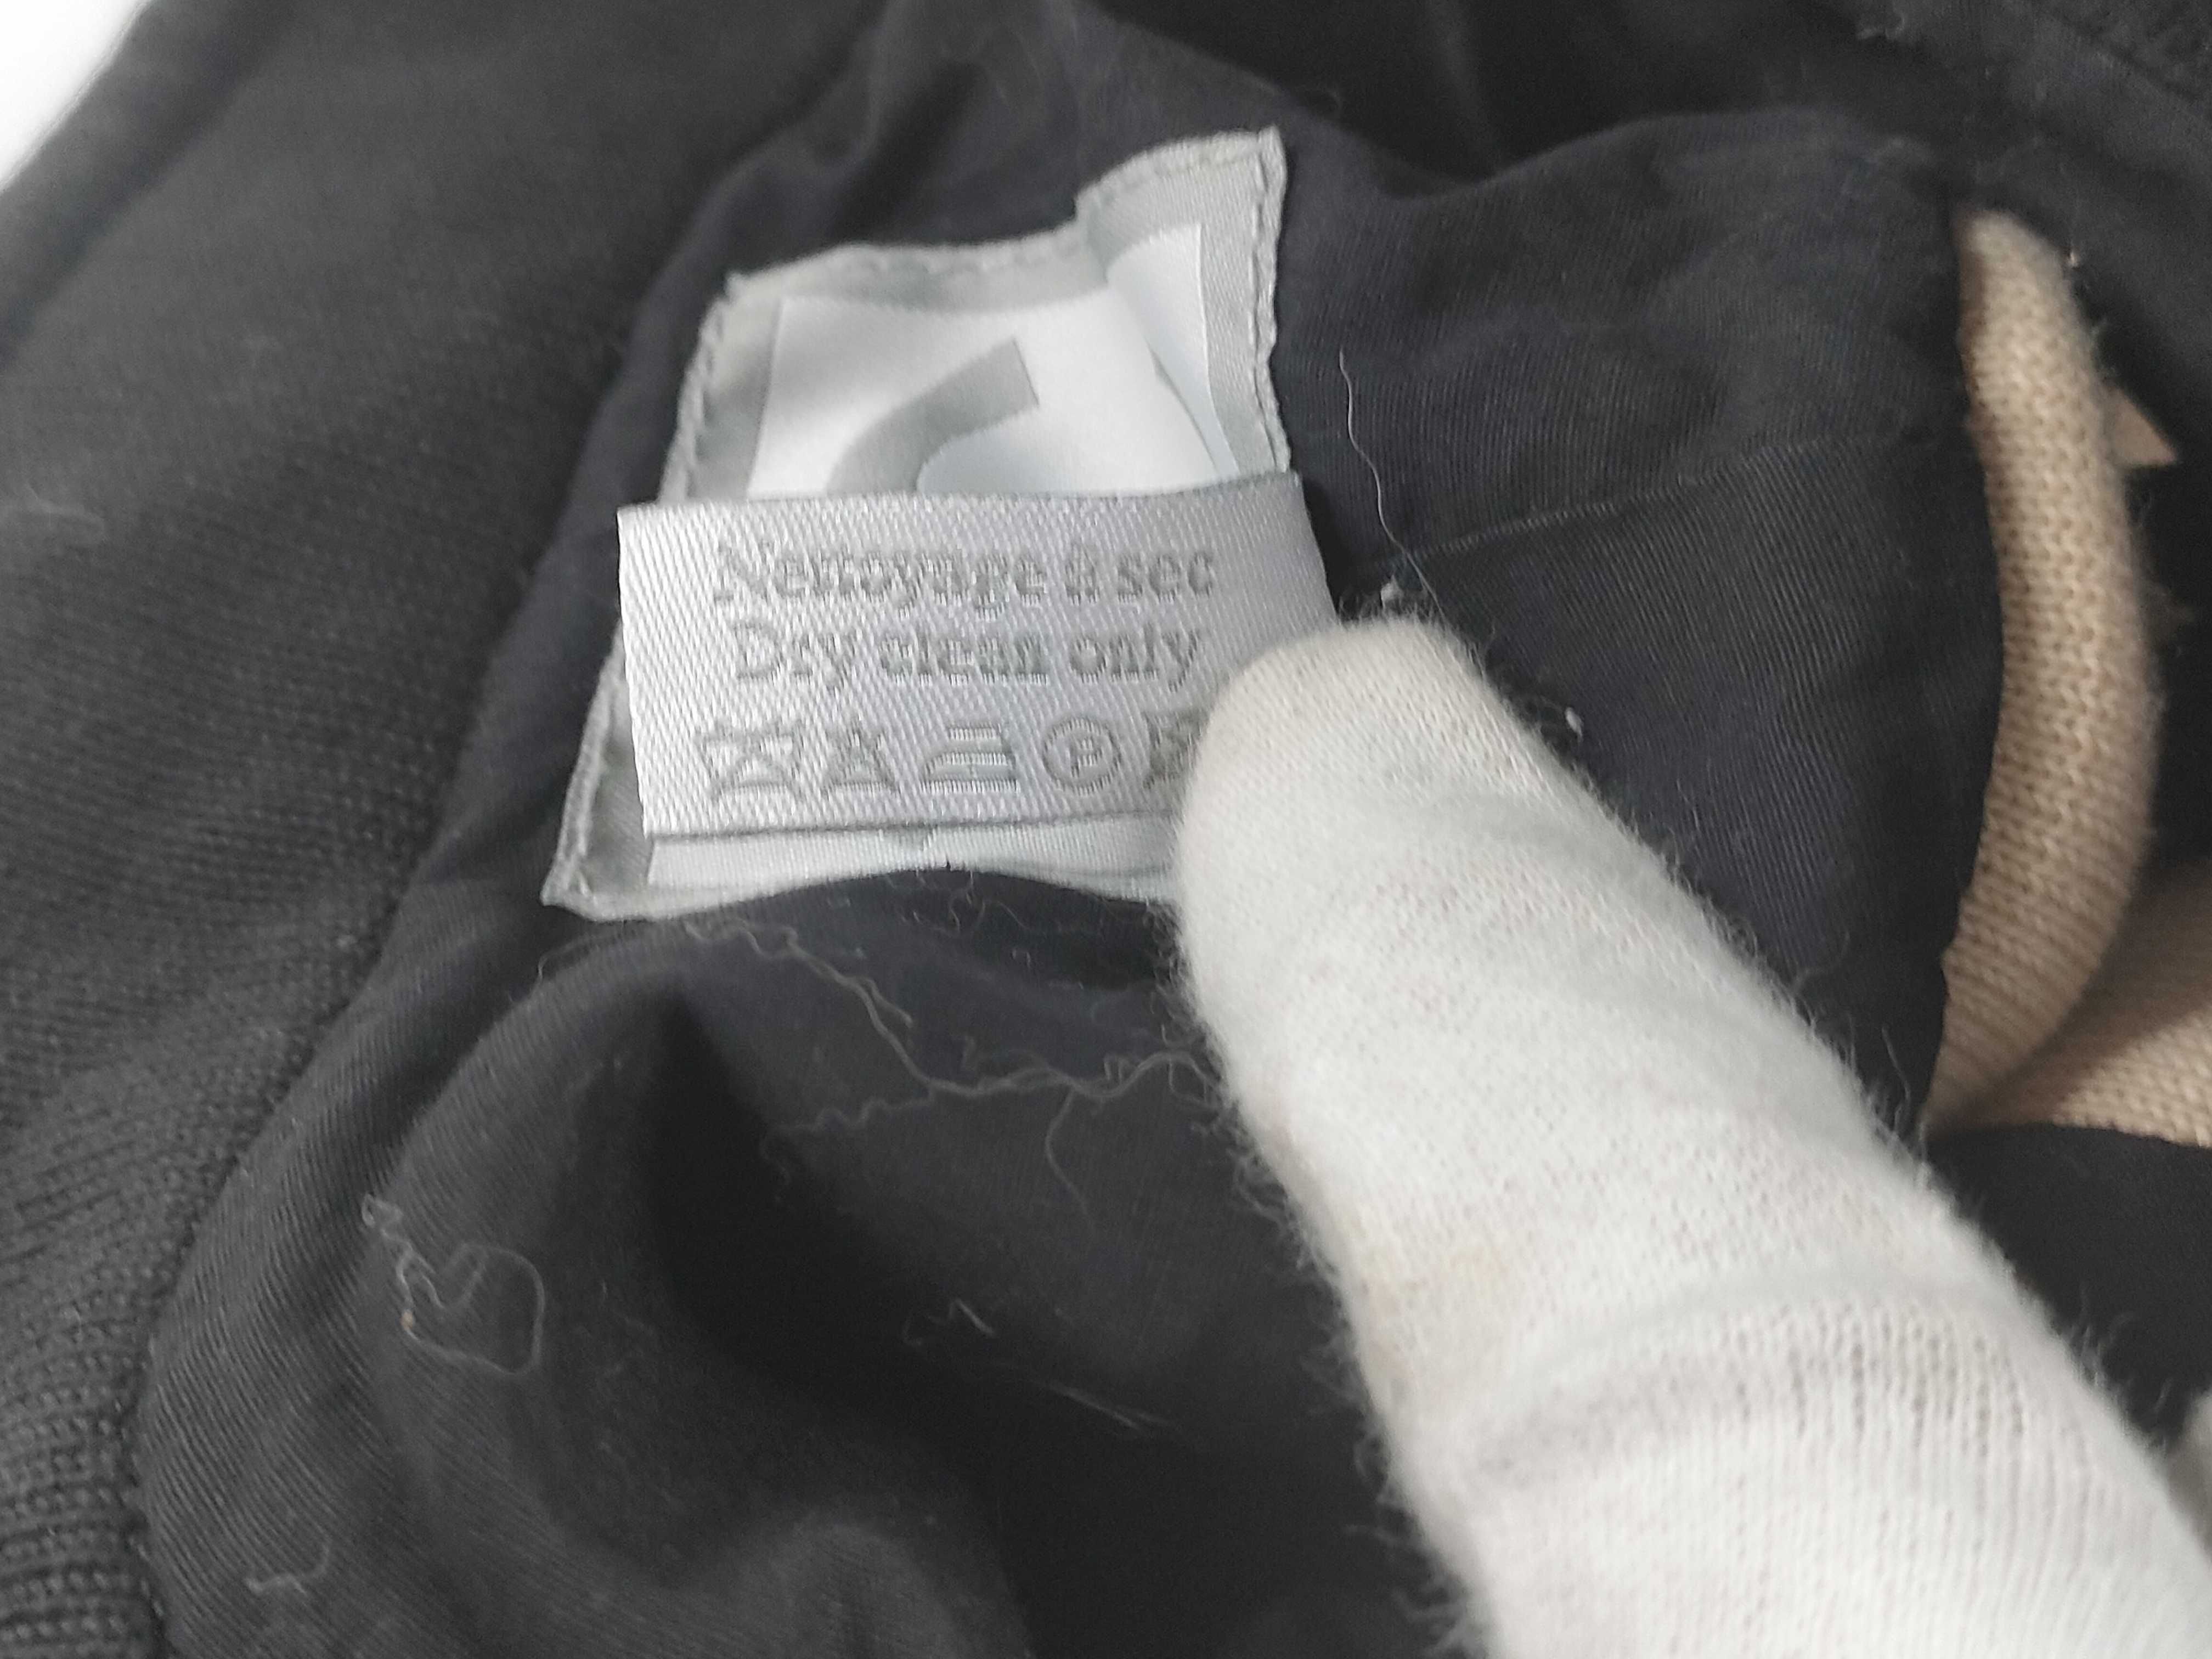 Nettoyage à sec
Dry clean only
P